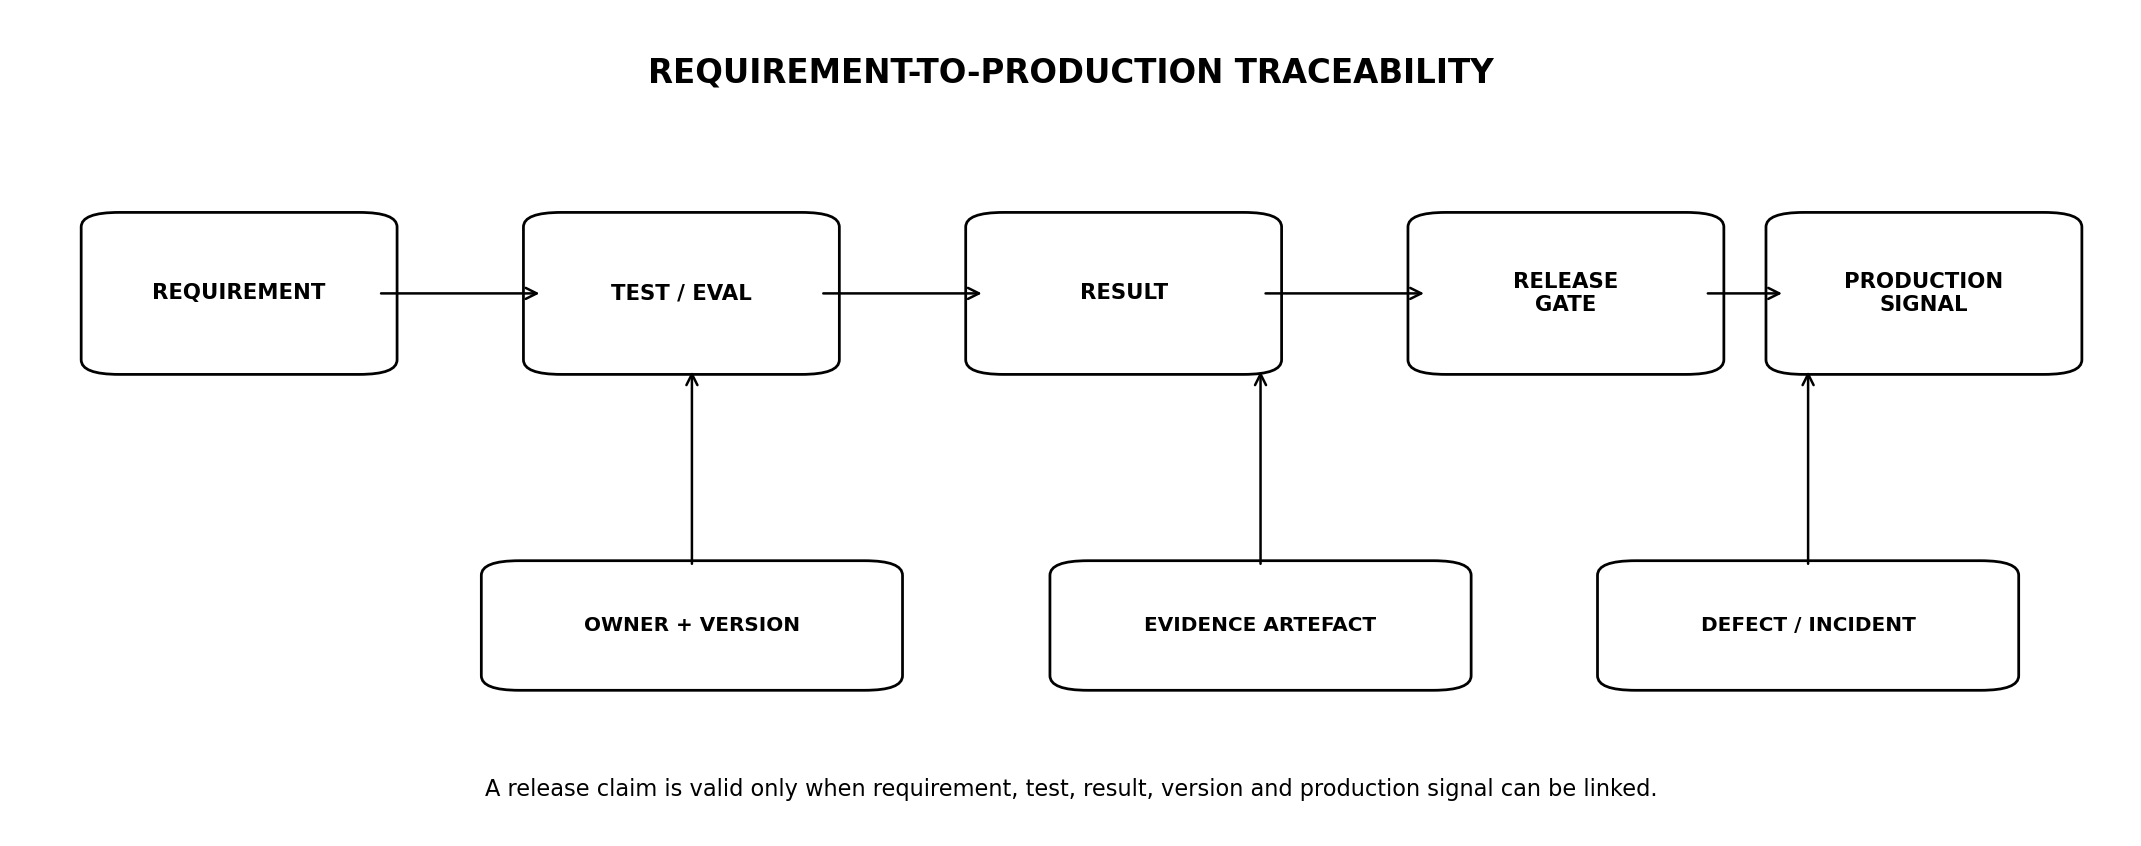 REQUIREMENT-TO-PRODUCTION TRACEABILITY
REQUIREMENT
TEST / EVAL
RESULT
RELEASE
GATE
PRODUCTION
SIGNAL
OWNER + VERSION
EVIDENCE ARTEFACT
DEFECT / INCIDENT
A release claim is valid only when requirement, test, result, version and production signal can be linked.